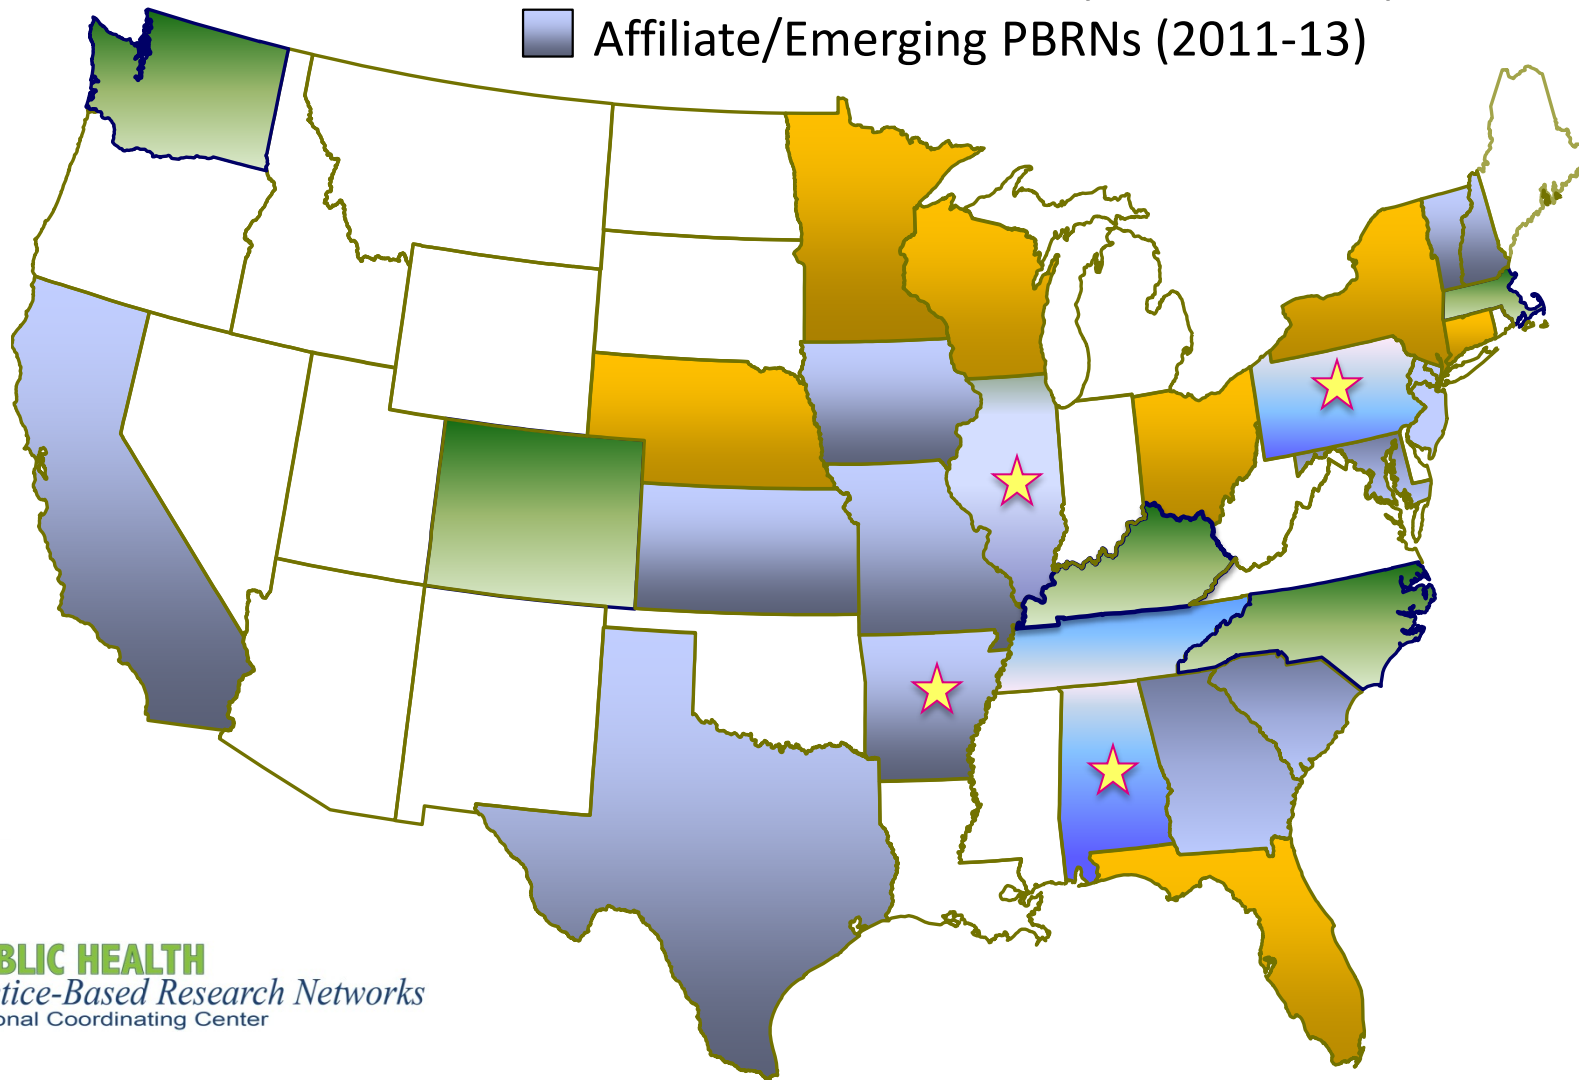 Affiliate/Emerging PBRNs (2011-13)
BLIC HEALTH
tice-Based Research Networks
onal Coordinating Center